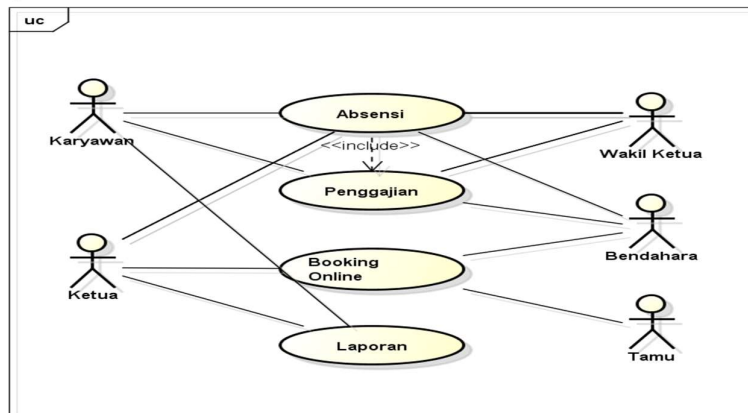 uc
Karyawan
Absensi
Wakil Ketua
<<include>>
Penggajian
Bendahara
Ketua
Booking
Online
Laporan
Tamu